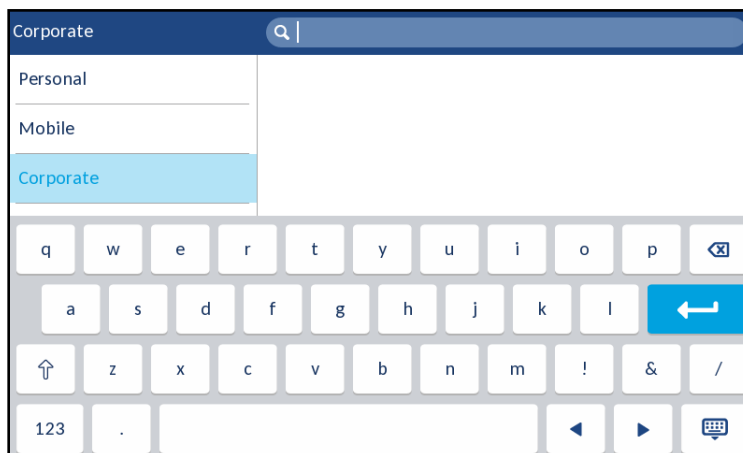 Corporate
Personal
Mobile
Corporate
q w e r t y u i o p
a s d f g h j k l
z x c v b n m ! & /
123 .